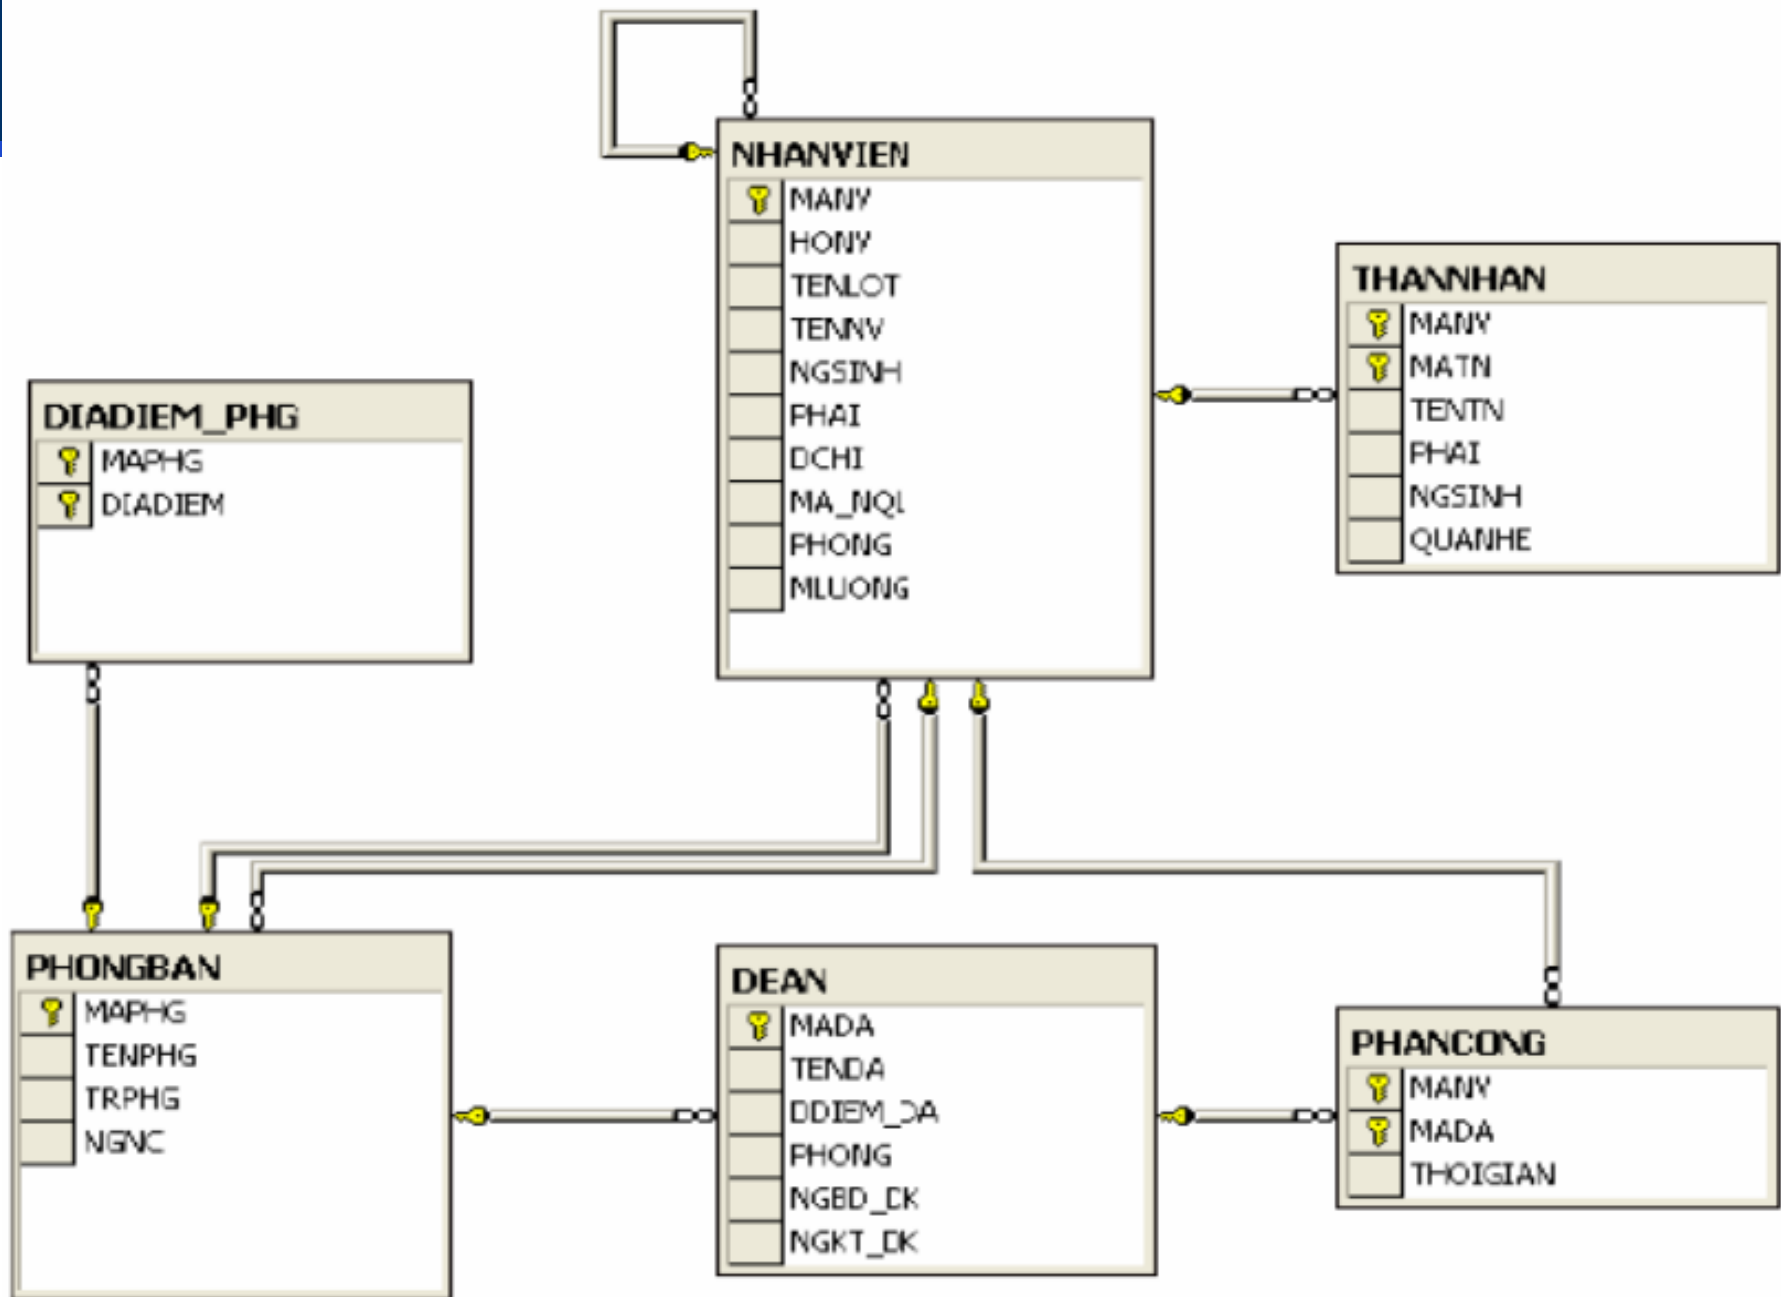 NHANVIEN
MANV
HONV
TENLOT
TENNV
NGSINH
PHAI
DCHI
MA_NQL
PHONG
MLUONG
THANNHAN
MANV
MATN
TENTN
PHAI
NGSINH
QUANHE
DIADIEM_PHG
MAPHG
DIADIEM
PHONGBAN
MAPHG
TENPHG
TRPHG
NGNC
DEAN
MADA
TENDA
DDIEM_DA
PHONG
NGBD_DK
NGKT_DK
PHANCONG
MANV
MADA
THOIGIAN